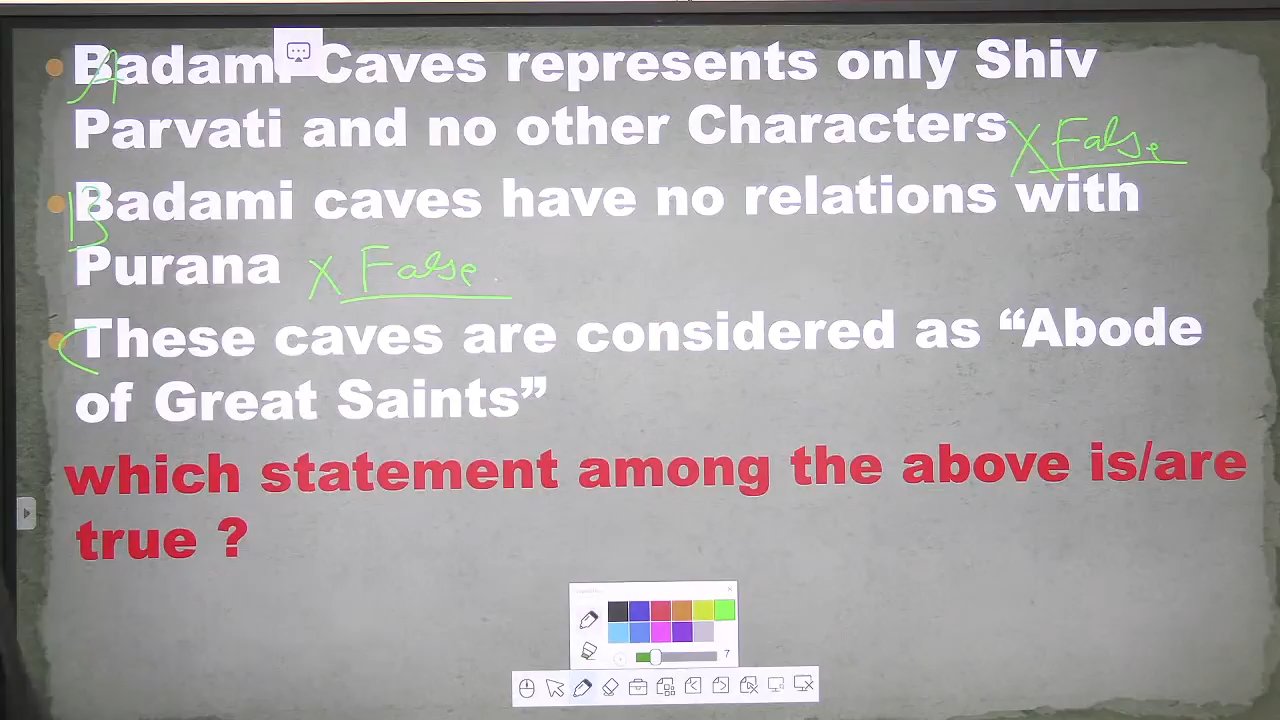 A
Badami Caves represents only Shiv
Parvati and no other Characters X False
B
Badami caves have no relations with
Purana X False
C
These caves are considered as “Abode
of Great Saints”
which statement among the above is/are
true ?
7